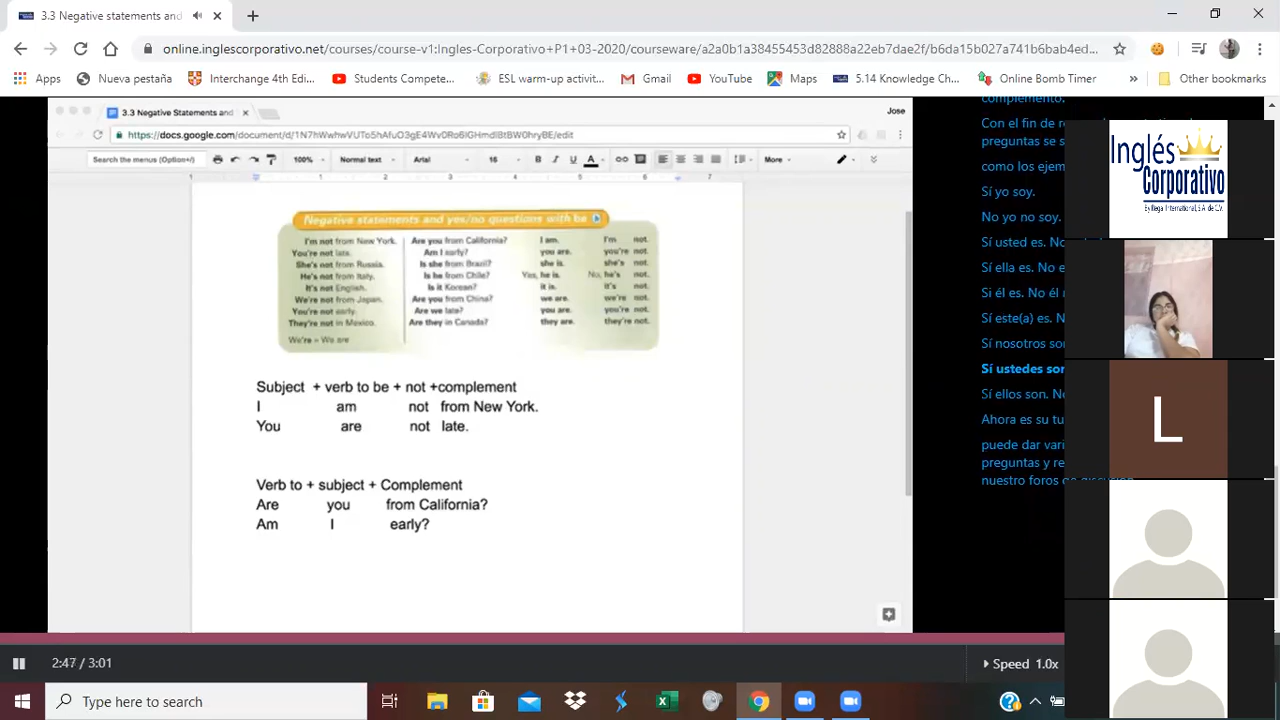 3.3 Negative statements an
online.inglescorporativo.net/courses/course-v1:Ingles-Corporativo+P1+03-2020/courseware/a2a0b1a38455453d82888a22eb7dae2f/b6da15b027a741b6bab4ed...
Apps
Nueva pestaña
Interchange 4th Edi...
Students Compete...
ESL warm-up activit...
Gmail
YouTube
Maps
5.14 Knowledge Ch...
Online Bomb Timer
»
Other bookmarks
3.3 Negative Statements and
Jose
Search the menus (Option+/)
100%
Normal text
Arial
16
B I U A
More
1 1 2 3 4 5 6 7
Negative statements and yes/no questions with be
I'm not from New York. Are you from California? I am. I'm not.
You're not late. Am I early? you are. you're not.
She's not from Russia. Is she from Brazil? she is. she's not.
He's not from Italy. Is he from Chile? Yes, he is. No, he's not.
It's not English. Is it Korean? it is. it's not.
We're not from Japan. Are you from China? we are. we're not.
You're not early. Are we late? you are. you're not.
They're not in Mexico. Are they in Canada? they are. they're not.
We're = We are
Subject + verb to be + not +complement
I am not from New York.
You are not late.
Verb to + subject + Complement
Are you from California?
Am I early?
complemento.
Con el fin de
preguntas se s
como los ejem
Sí yo soy.
No yo no soy.
Sí usted es. No
Sí ella es. No e
Si él es. No él
Sí este(a) es. N
Sí nosotros so
Sí ustedes son
Sí ellos son. No
Ahora es su tu
puede dar vari
preguntas y re
nuestro foros de discusión
Inglés
Corporativo
L
2:47 / 3:01
Speed 1.0x
Type here to search